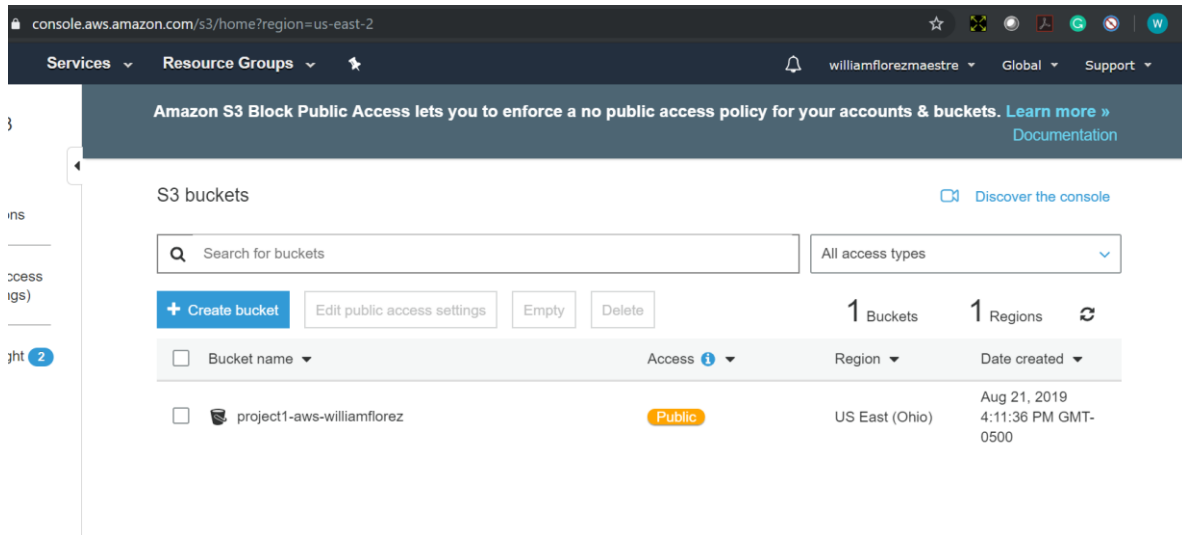 console.aws.amazon.com/s3/home?region=us-east-2
W
Services
Resource Groups
williamflorezmaestre
Global
Support
3
Amazon S3 Block Public Access lets you to enforce a no public access policy for your accounts & buckets. Learn more »
Documentation
S3 buckets
Discover the console
ons
Search for buckets
All access types
ccess
ngs)
+ Create bucket
Edit public access settings
Empty
Delete
1 Buckets
1 Regions
ght 2
Bucket name
Access
Region
Date created
project1-aws-williamflorez
Public
US East (Ohio)
Aug 21, 2019
4:11:36 PM GMT-
0500